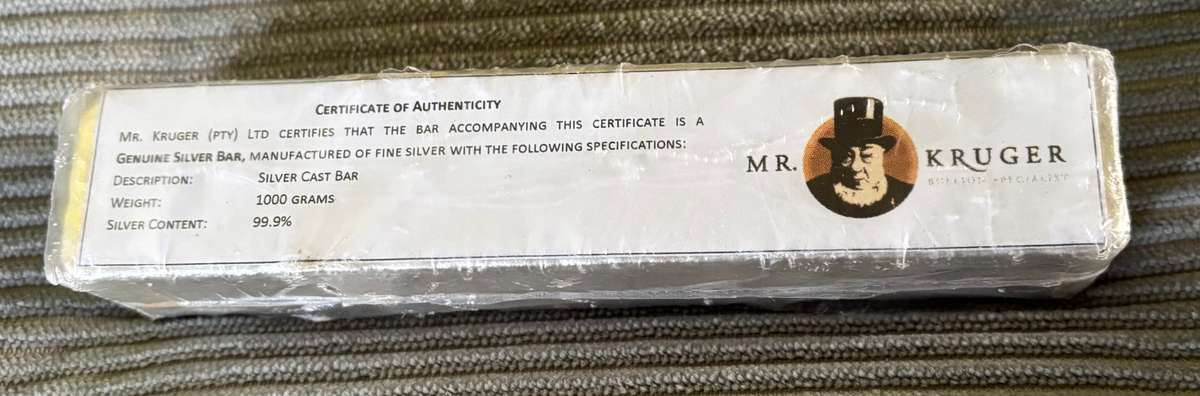 CERTIFICATE OF AUTHENTICITY
MR. KRUGER (PTY) LTD CERTIFIES THAT THE BAR ACCOMPANYING THIS CERTIFICATE IS A
GENUINE SILVER BAR, MANUFACTURED OF FINE SILVER WITH THE FOLLOWING SPECIFICATIONS:
DESCRIPTION: SILVER CAST BAR
WEIGHT: 1000 GRAMS
SILVER CONTENT: 99.9%
MR. KRUGER
SPECIALIST